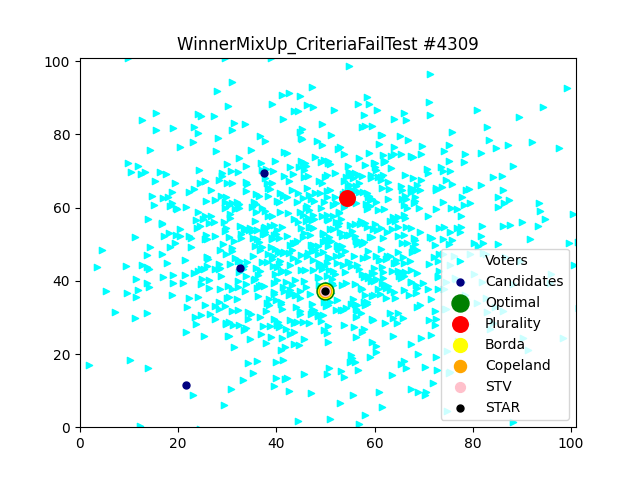 WinnerMixUp_CriteriaFailTest #4309
100
80
60
40
20
0
0
20
40
60
80
100
Voters
Candidates
Optimal
Plurality
Borda
Copeland
STV
STAR